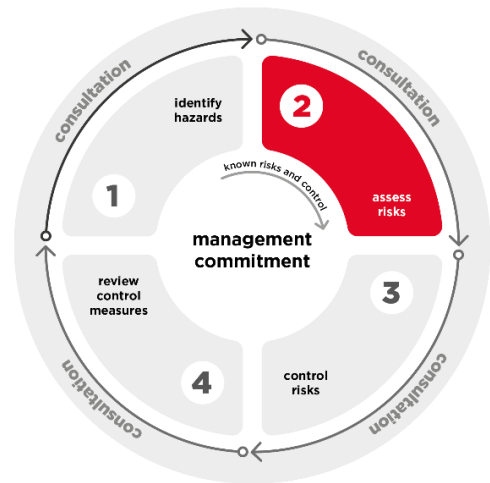 consultation
consultation
identify
hazards
2
known risks and control
1
assess
risks
management
commitment
review
control
measures
3
4
control
risks
consultation
consultation